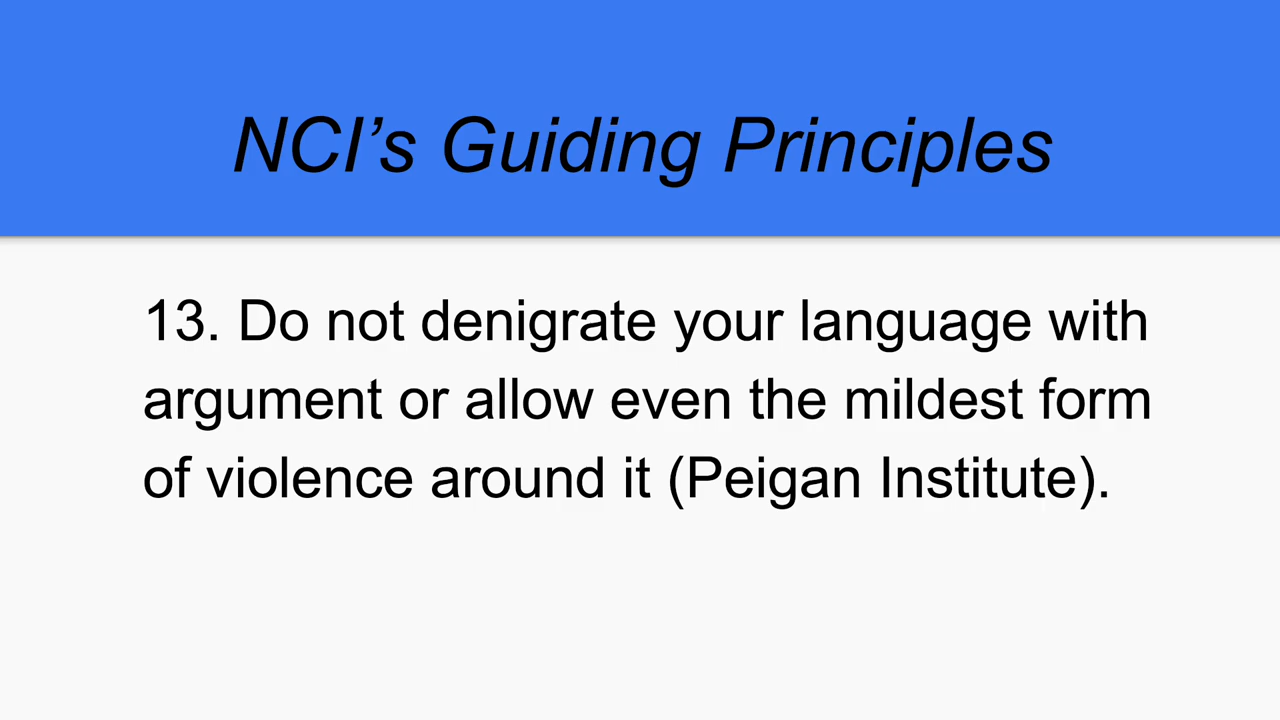 NCI’s Guiding Principles
13. Do not denigrate your language with
argument or allow even the mildest form
of violence around it (Peigan Institute).